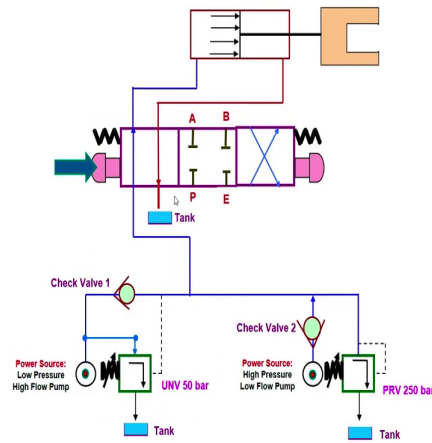 A
B
P
E
Tank
Check Valve 1
Check Valve 2
Power Source:
Low Pressure
High Flow Pump
UNV 50 bar
Power Source:
High Pressure
Low Flow Pump
PRV 250 bar
Tank
Tank